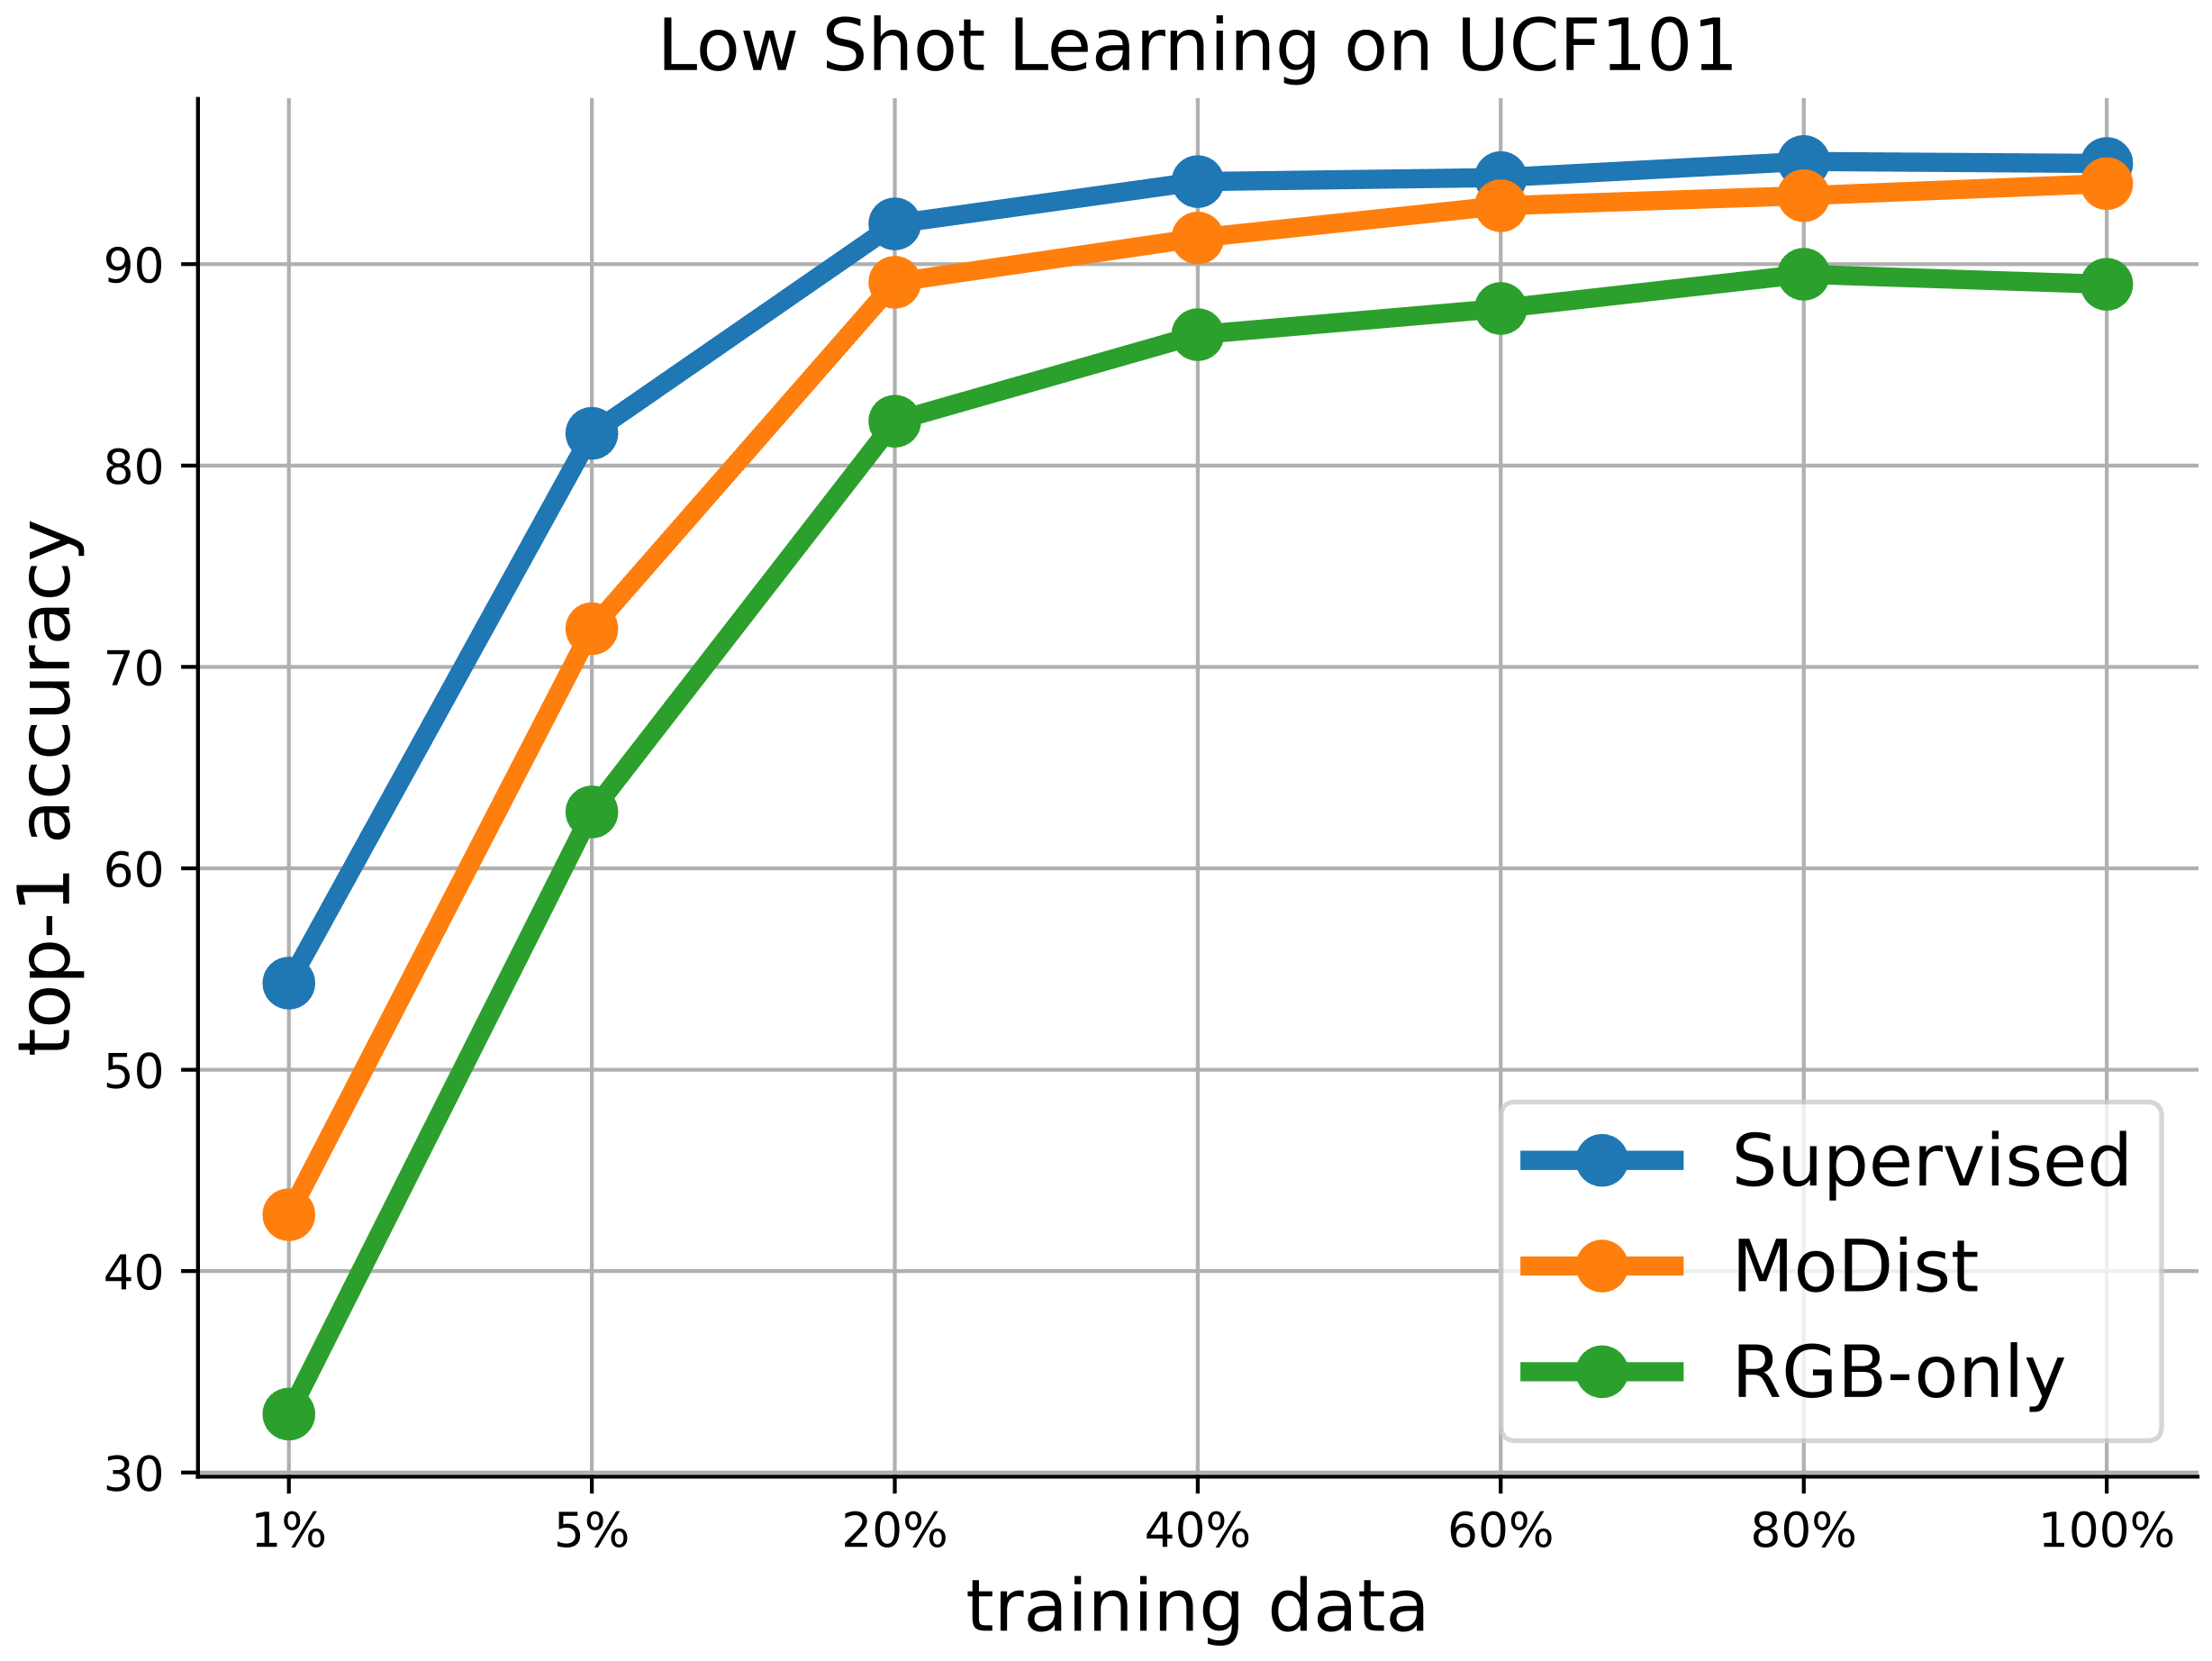 Low Shot Learning on UCF101
top-1 accuracy
90
80
70
60
50
40
30
Supervised
MoDist
RGB-only
1% 5% 20% 40% 60% 80% 100%
training data